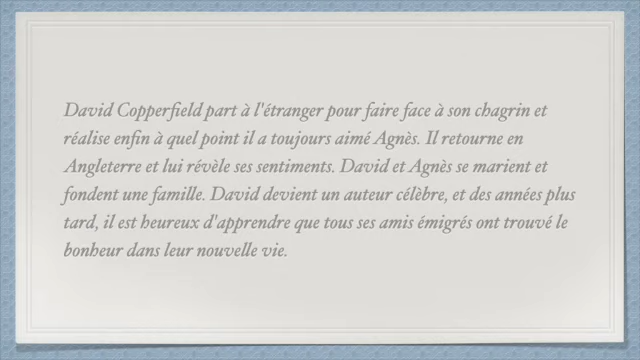 David Copperfield part à l'étranger pour faire face à son chagrin et
réalise enfin à quel point il a toujours aimé Agnès. Il retourne en
Angleterre et lui révèle ses sentiments. David et Agnès se marient et
fondent une famille. David devient un auteur célèbre, et des années plus
tard, il est heureux d'apprendre que tous ses amis émigrés ont trouvé le
bonheur dans leur nouvelle vie.